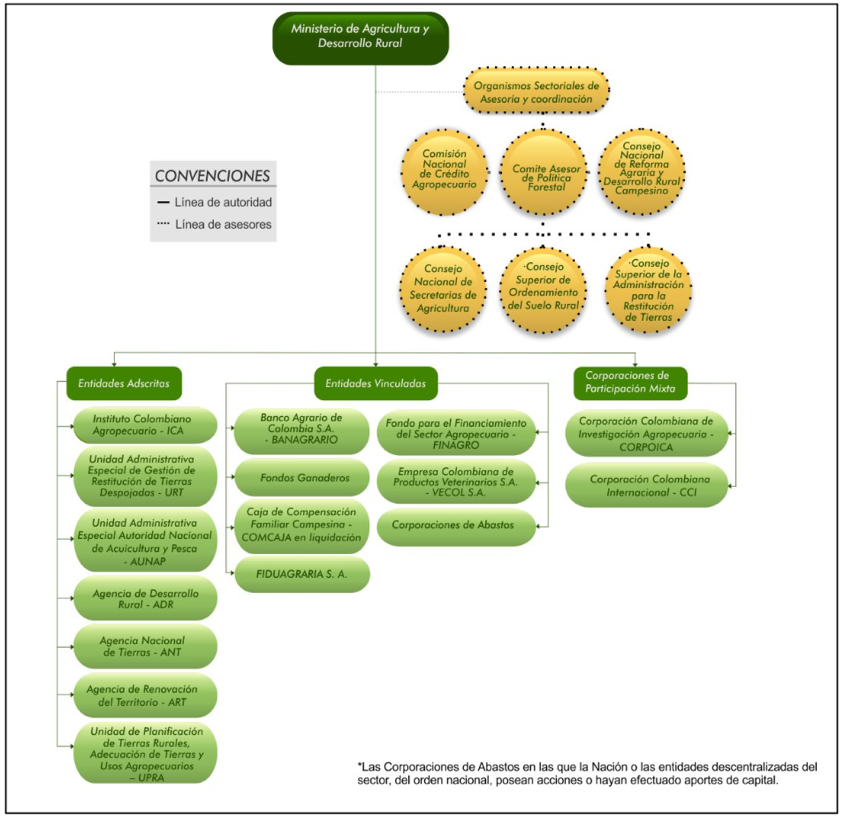 Ministerio de Agricultura y
Desarrollo Rural
Organismos Sectoriales de
Asesoría y coordinación
Comisión
Nacional
de Crédito
Agropecuario
Comite Asesor
de Política
Forestal
Consejo
Nacional
de Reforma
Agraria y
Desarrollo Rural
Campesino
CONVENCIONES
Línea de autoridad
Línea de asesores
Consejo
Nacional de
Secretarias de
Agricultura
-Consejo
Superior de
Ordenamiento
del Suelo Rural
-Consejo
Superior de la
Administración
para la
Restitución
de Tierras
Entidades Adscritas
Instituto Colombiano
Agropecuario - ICA
Unidad Administrativa
Especial de Gestión de
Restitución de Tierras
Despojadas - URT
Unidad Administrativa
Especial Autoridad Nacional
de Acuicultura y Pesca
- AUNAP
Agencia de Desarrollo
Rural - ADR
Agencia Nacional
de Tierras - ANT
Agencia de Renovación
del Territorio - ART
Unidad de Planificación
de Tierras Rurales,
Adecuación de Tierras y
Usos Agropecuarios
– UPRA
Entidades Vinculadas
Banco Agrario de
Colombia S.A.
- BANAGRARIO
Fondos Ganaderos
Caja de Compensación
Familiar Campesina -
COMCAJA en liquidación
FIDUAGRARIA S. A.
Fondo para el Financiamiento
del Sector Agropecuario -
FINAGRO
Empresa Colombiana de
Productos Veterinarios S.A.
- VECOL S.A.
Corporaciones de Abastos
Corporaciones de
Participación Mixta
Corporación Colombiana de
Investigación Agropecuaria -
CORPOICA
Corporación Colombiana
Internacional - CCI
*Las Corporaciones de Abastos en las que la Nación o las entidades descentralizadas del
sector, del orden nacional, posean acciones o hayan efectuado aportes de capital.